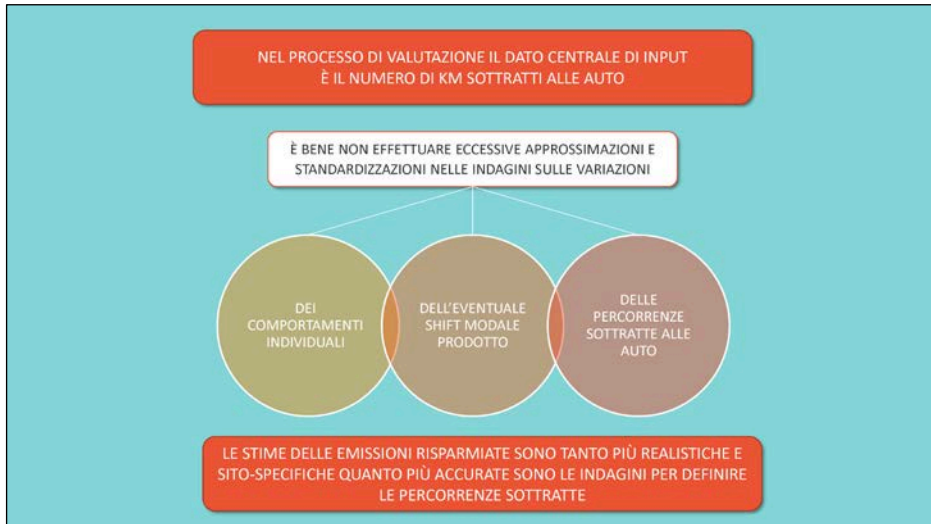 NEL PROCESSO DI VALUTAZIONE IL DATO CENTRALE DI INPUT
È IL NUMERO DI KM SOTTRATTI ALLE AUTO
È BENE NON EFFETTUARE ECCESSIVE APPROSSIMAZIONI E
STANDARDIZZAZIONI NELLE INDAGINI SULLE VARIAZIONI
DEI
COMPORTAMENTI
INDIVIDUALI
DELL'EVENTUALE
SHIFT MODALE
PRODOTTO
DELLE
PERCORRENZE
SOTTRATTE ALLE
AUTO
LE STIME DELLE EMISSIONI RISPARMIATE SONO TANTO PIÙ REALISTICHE E
SITO-SPECIFICHE QUANTO PIÙ ACCURATE SONO LE INDAGINI PER DEFINIRE
LE PERCORRENZE SOTTRATTE